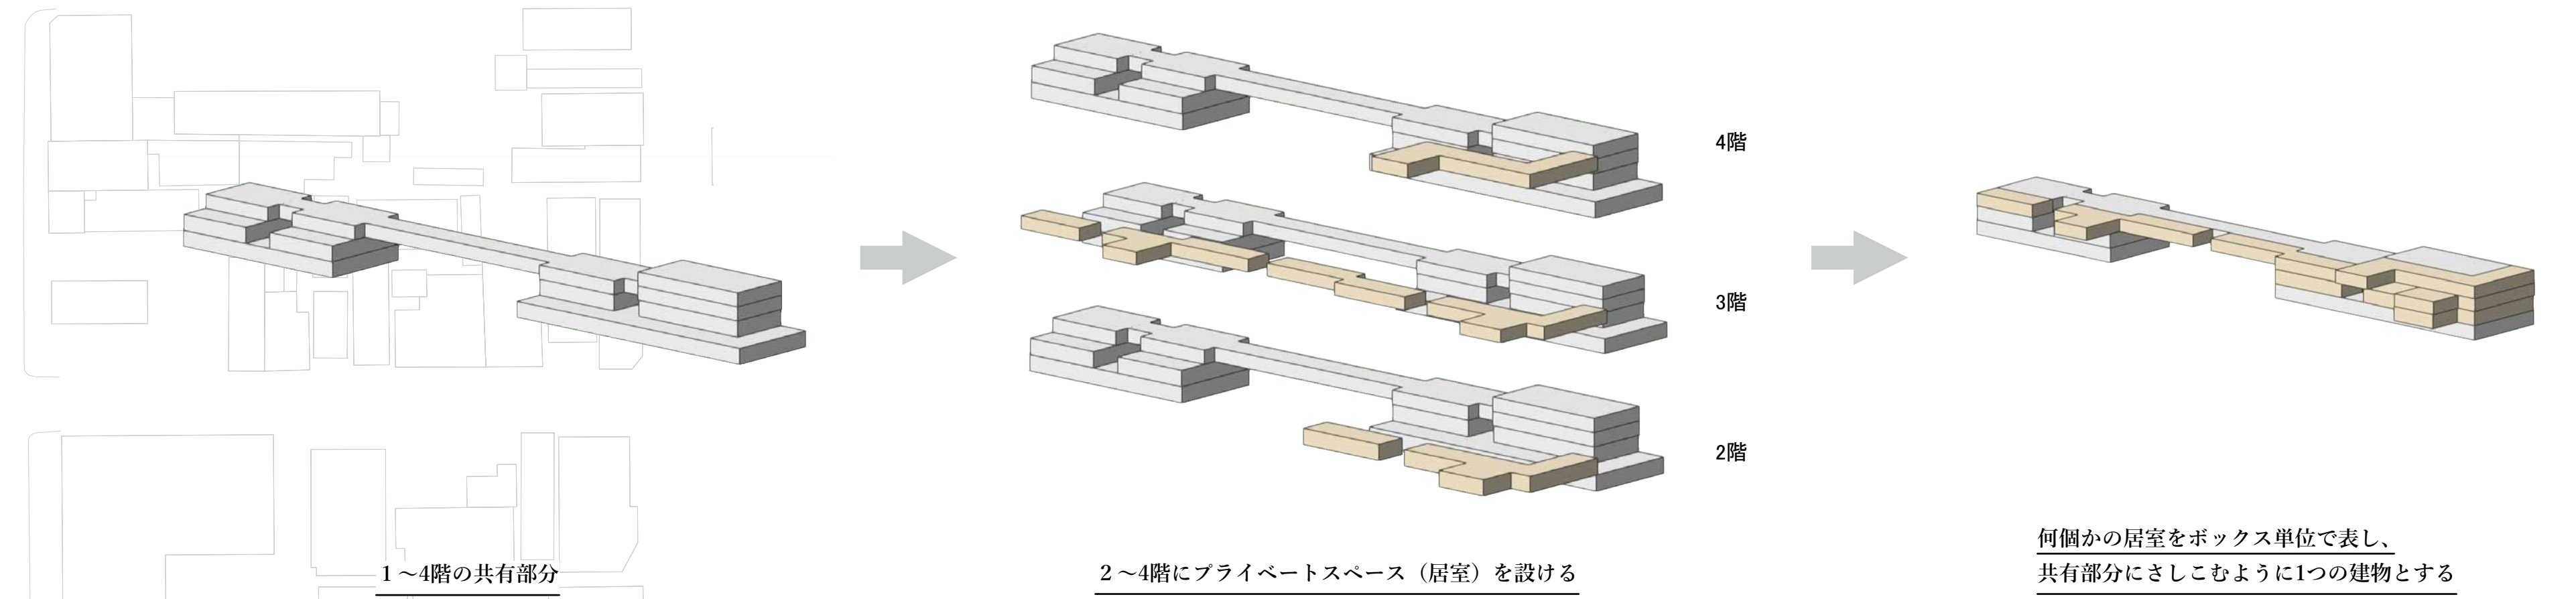 4階
3階
2階
1～4階の共有部分
2～4階にプライベートスペース（居室）を設ける
何個かの居室をボックス単位で表し、
共有部分にさしこむように1つの建物とする